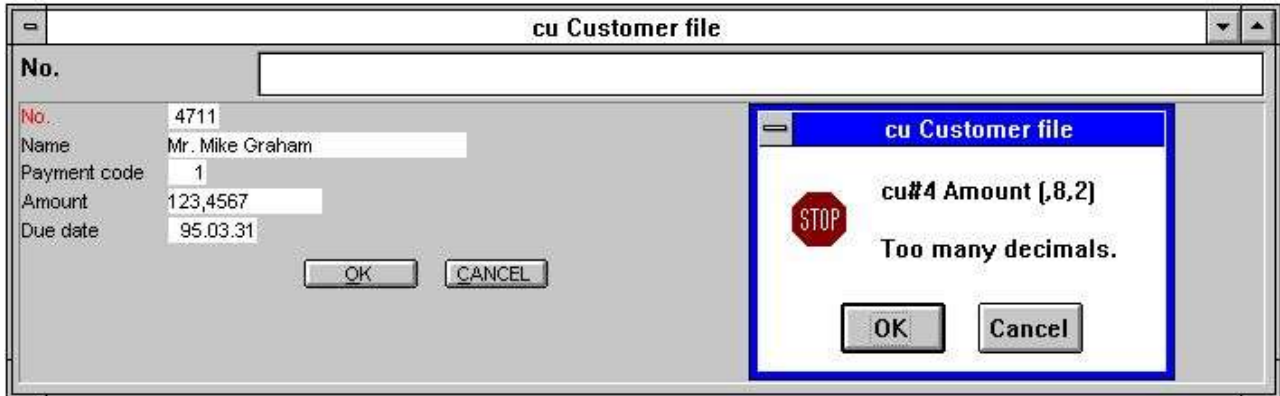 cu Customer file
No.
No. 4711
Name Mr. Mike Graham
Payment code 1
Amount 123,4567
Due date 95.03.31
OK CANCEL
cu Customer file
STOP
cu#4 Amount (,8,2)
Too many decimals.
OK Cancel